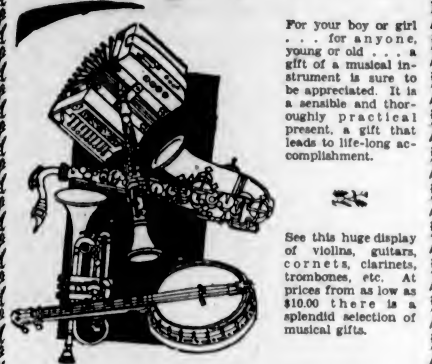 For your boy or girl
. . . for anyone,
young or old . . . a
gift of a musical in-
strument is sure to
be appreciated. It is
a sensible and thor-
oughly practical
present, a gift that
leads to life-long ac-
complishment.
See this huge display
of violins, guitars,
cornets, clarinets,
trombones, etc. At
prices from as low as
$10.00 there is a
splendid selection of
musical gifts.